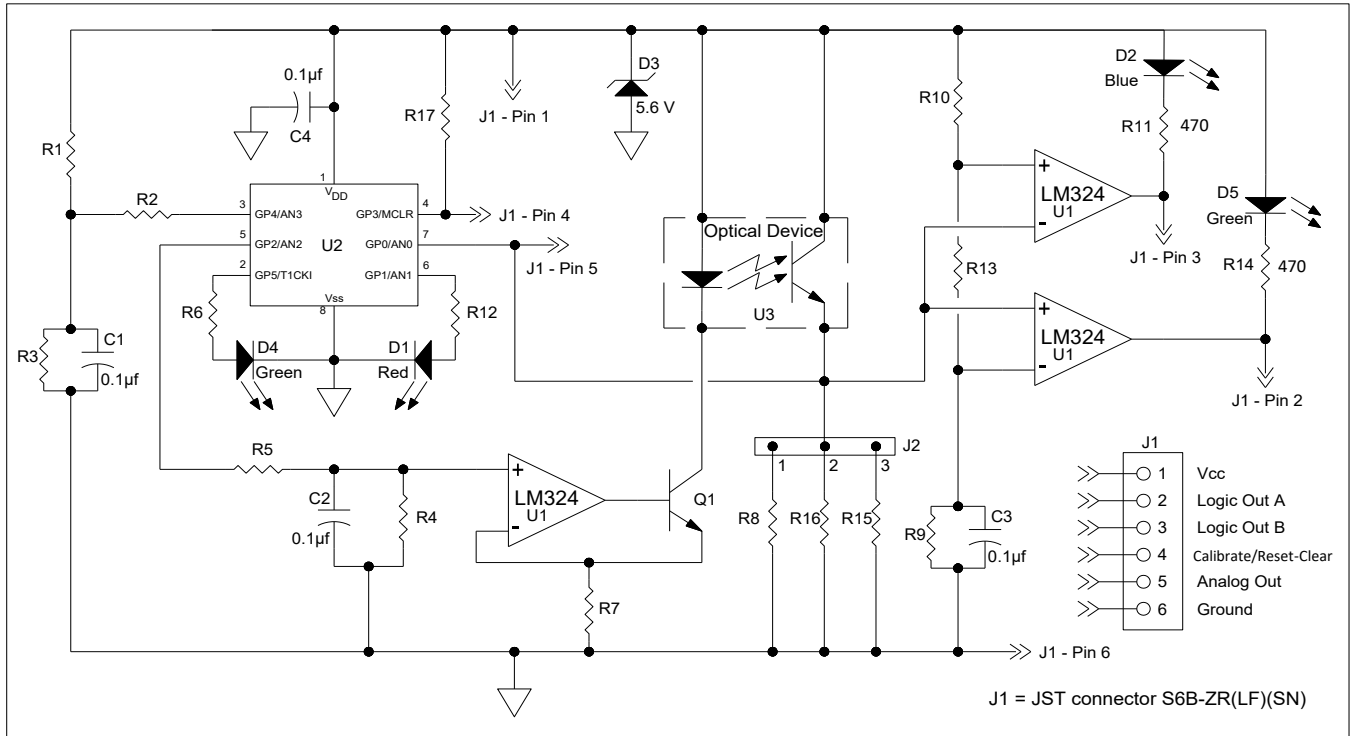 D2
Blue
0.1µf
D3
5.6 V
R10
R17
C4
J1 - Pin 1
R11
470
R1
1
VDD
R2
3
GP4/AN3
GP3/MCLR
4
J1 - Pin 4
+
LM324
U1
-
D5
Green
5
GP2/AN2
U2
GP0/AN0
7
Optical Device
J1 - Pin 5
J1 - Pin 3
2
GP5/T1CKI
GP1/AN1
6
R13
R14
470
Vss
8
R6
R12
U3
+
LM324
U1
-
R3
C1
0.1µf
D4
Green
D1
Red
J1 - Pin 2
J2
1
2
3
J1
R5
+
LM324
U1
-
Q1
1
Vcc
2
Logic Out A
3
Logic Out B
4
Calibrate/Reset-Clear
5
Analog Out
6
Ground
C2
0.1µf
R4
R8
R16
R15
R9
C3
0.1µf
R7
J1 - Pin 6
J1 = JST connector S6B-ZR(LF)(SN)